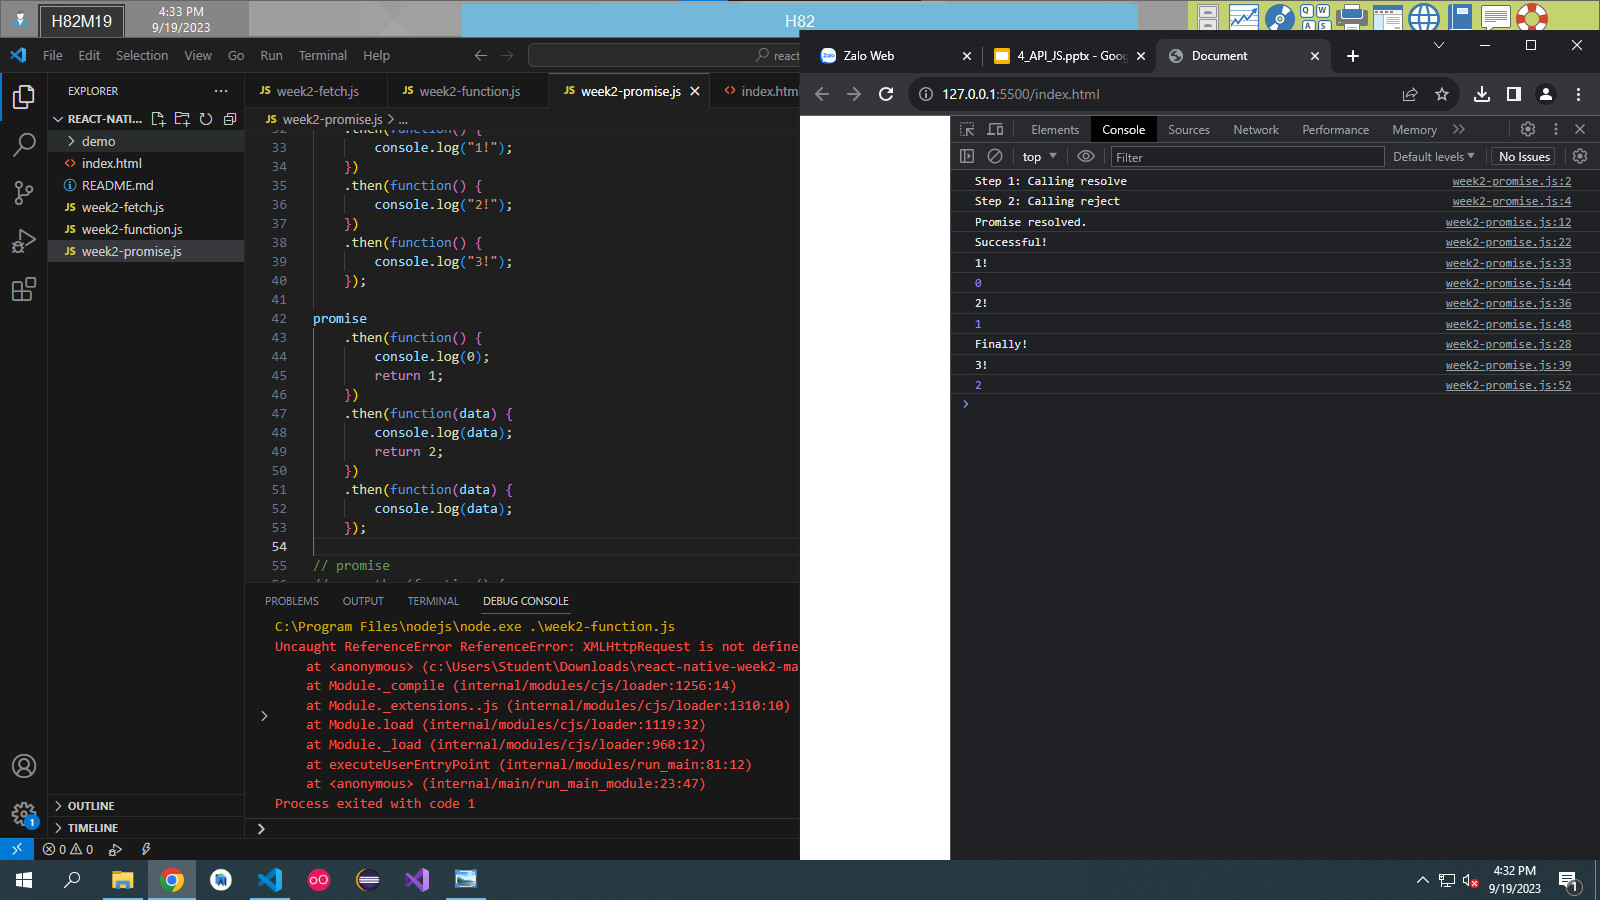 H82M19
4:33 PM
9/19/2023
H82
Q W
A S
File Edit Selection View Go Run Terminal Help
react
EXPLORER
REACT-NATI...
demo
index.html
README.md
JS week2-fetch.js
JS week2-function.js
JS week2-promise.js
OUTLINE
TIMELINE
JS week2-fetch.js
JS week2-function.js
JS week2-promise.js
index.htm
JS week2-promise.js > ...
33 console.log("1!");
34 })
35 .then(function() {
36 console.log("2!");
37 })
38 .then(function() {
39 console.log("3!");
40 });
41
42 promise
43 .then(function() {
44 console.log(0);
45 return 1;
46 })
47 .then(function(data) {
48 console.log(data);
49 return 2;
50 })
51 .then(function(data) {
52 console.log(data);
53 });
54
55 // promise
PROBLEMS OUTPUT TERMINAL DEBUG CONSOLE
C:\Program Files\nodejs\node.exe .\week2-function.js
Uncaught ReferenceError ReferenceError: XMLHttpRequest is not define
at <anonymous> (c:\Users\Student\Downloads\react-native-week2-ma
at Module._compile (internal/modules/cjs/loader:1256:14)
at Module._extensions..js (internal/modules/cjs/loader:1310:10)
at Module.load (internal/modules/cjs/loader:1119:32)
at Module._load (internal/modules/cjs/loader:960:12)
at executeUserEntryPoint (internal/modules/run_main:81:12)
at <anonymous> (internal/main/run_main_module:23:47)
Process exited with code 1
1
0 0
Zalo Web
4_API_JS.pptx - Goog
Document
127.0.0.1:5500/index.html
Elements Console Sources Network Performance Memory
top Filter Default levels No Issues
Step 1: Calling resolve week2-promise.js:2
Step 2: Calling reject week2-promise.js:4
Promise resolved. week2-promise.js:12
Successful! week2-promise.js:22
1! week2-promise.js:33
0 week2-promise.js:44
2! week2-promise.js:36
1 week2-promise.js:48
Finally! week2-promise.js:28
3! week2-promise.js:39
2 week2-promise.js:52
4:32 PM
9/19/2023
1